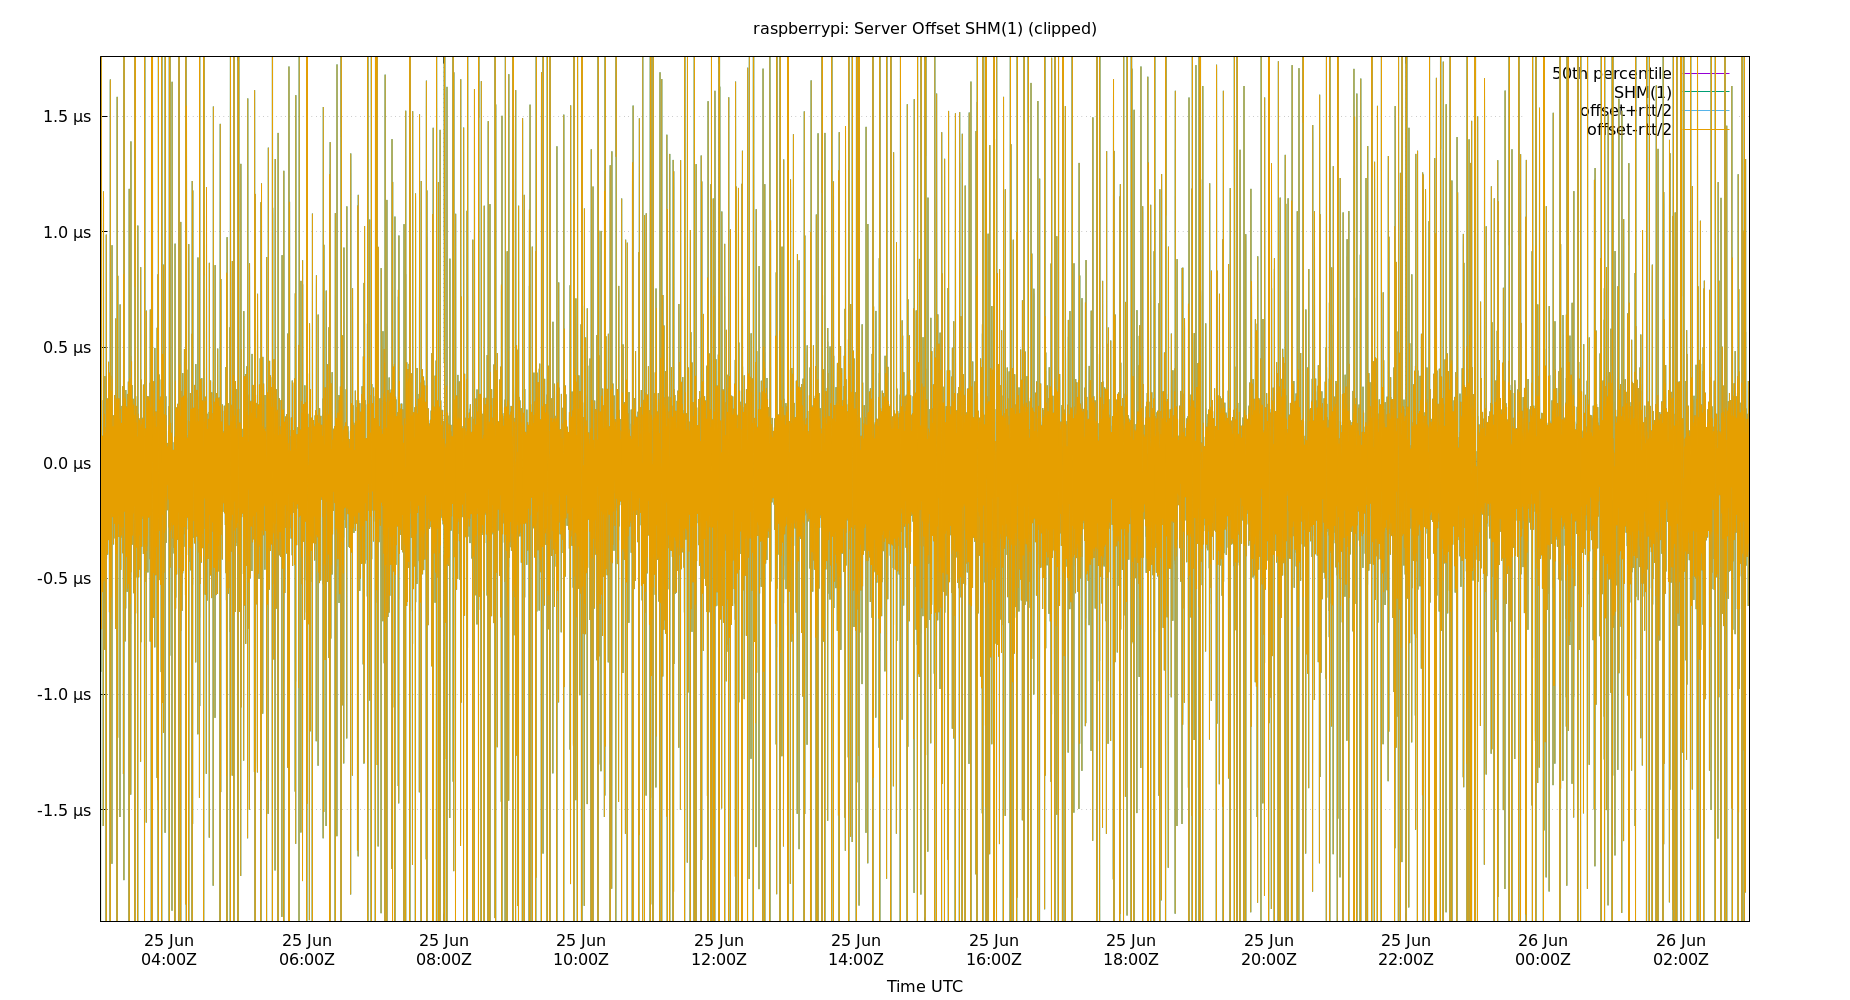 raspberrypi: Server Offset SHM(1) (clipped)
50th percentile
SHM(1)
offset+rtt/2
offset-rtt/2
1.5 µs
1.0 µs
0.5 µs
0.0 µs
-0.5 µs
-1.0 µs
-1.5 µs
25 Jun 25 Jun 25 Jun 25 Jun 25 Jun 25 Jun 25 Jun 25 Jun 25 Jun 25 Jun 26 Jun 26 Jun
04:00Z 06:00Z 08:00Z 10:00Z 12:00Z 14:00Z 16:00Z 18:00Z 20:00Z 22:00Z 00:00Z 02:00Z
Time UTC